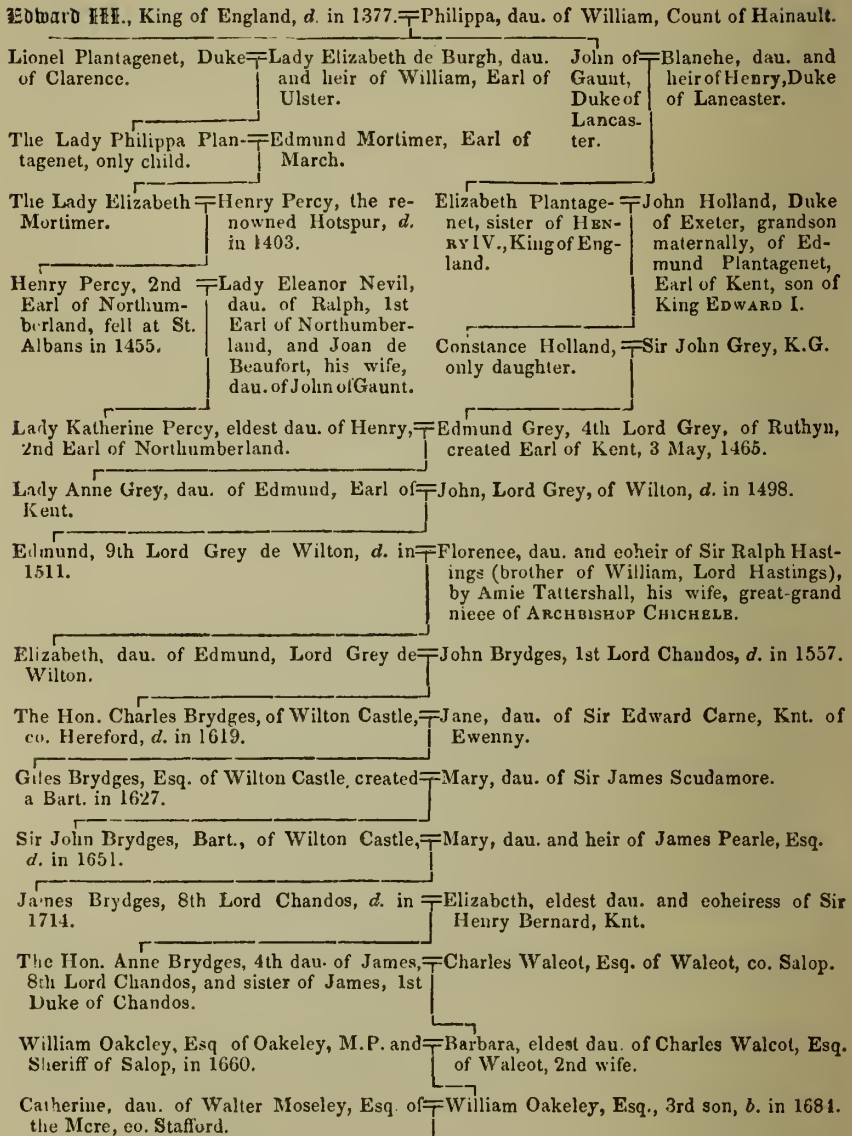 Edward III., King of England, d. in 1377.=Philippa, dau. of William, Count of Hainault.
Lionel Plantagenet, Duke=Lady Elizabeth de Burgh, dau.
of Clarence.
and heir of William, Earl of
Ulster.
John of=Blanche, dau. and
Gaunt,
Duke of
Lancas-
ter.
heir of Henry, Duke
of Lancaster.
The Lady Philippa Plan-=Edmund Mortimer, Earl of
tagenet, only child.
March.
The Lady Elizabeth=Henry Percy, the re-
Mortimer.
nowned Hotspur, d.
in 1403.
Elizabeth Plantage-=John Holland, Duke
net, sister of HEN-
RY IV., King of Eng-
land.
of Exeter, grandson
maternally, of Ed-
mund Plantagenet,
Earl of Kent, son of
King EDWARD I.
Henry Percy, 2nd=Lady Eleanor Nevil,
Earl of Northum-
berland, fell at St.
Albans in 1455.
dau. of Ralph, 1st
Earl of Northumber-
land, and Joan de
Beaufort, his wife,
dau. of John of Gaunt.
Constance Holland,=Sir John Grey, K.G.
only daughter.
Lady Katherine Percy, eldest dau. of Henry,=Edmund Grey, 4th Lord Grey, of Ruthyn,
2nd Earl of Northumberland.
created Earl of Kent, 3 May, 1465.
Lady Anne Grey, dau. of Edmund, Earl of=John, Lord Grey, of Wilton, d. in 1498.
Kent.
Edmund, 9th Lord Grey de Wilton, d. in=Florence, dau. and coheir of Sir Ralph Hast-
1511.
ings (brother of William, Lord Hastings),
by Amie Tattershall, his wife, great-grand
niece of ARCHBISHOP CHICHELE.
Elizabeth, dau. of Edmund, Lord Grey de=John Brydges, 1st Lord Chandos, d. in 1557.
Wilton.
The Hon. Charles Brydges, of Wilton Castle,=Jane, dau. of Sir Edward Carne, Knt. of
co. Hereford, d. in 1619.
Ewenny.
Giles Brydges, Esq. of Wilton Castle, created=Mary, dau. of Sir James Scudamore.
a Bart. in 1627.
Sir John Brydges, Bart., of Wilton Castle,=Mary, dau. and heir of James Pearle, Esq.
d. in 1651.
James Brydges, 8th Lord Chandos, d. in=Elizabeth, eldest dau. and coheiress of Sir
1714.
Henry Bernard, Knt.
The Hon. Anne Brydges, 4th dau. of James,=Charles Walcot, Esq. of Walcot, co. Salop.
8th Lord Chandos, and sister of James, 1st
Duke of Chandos.
William Oakeley, Esq of Oakeley, M.P. and=Barbara, eldest dau. of Charles Walcot, Esq.
Sheriff of Salop, in 1660.
of Walcot, 2nd wife.
Catherine, dau. of Walter Moseley, Esq. of=William Oakeley, Esq., 3rd son, b. in 1684.
the Mere, co. Stafford.